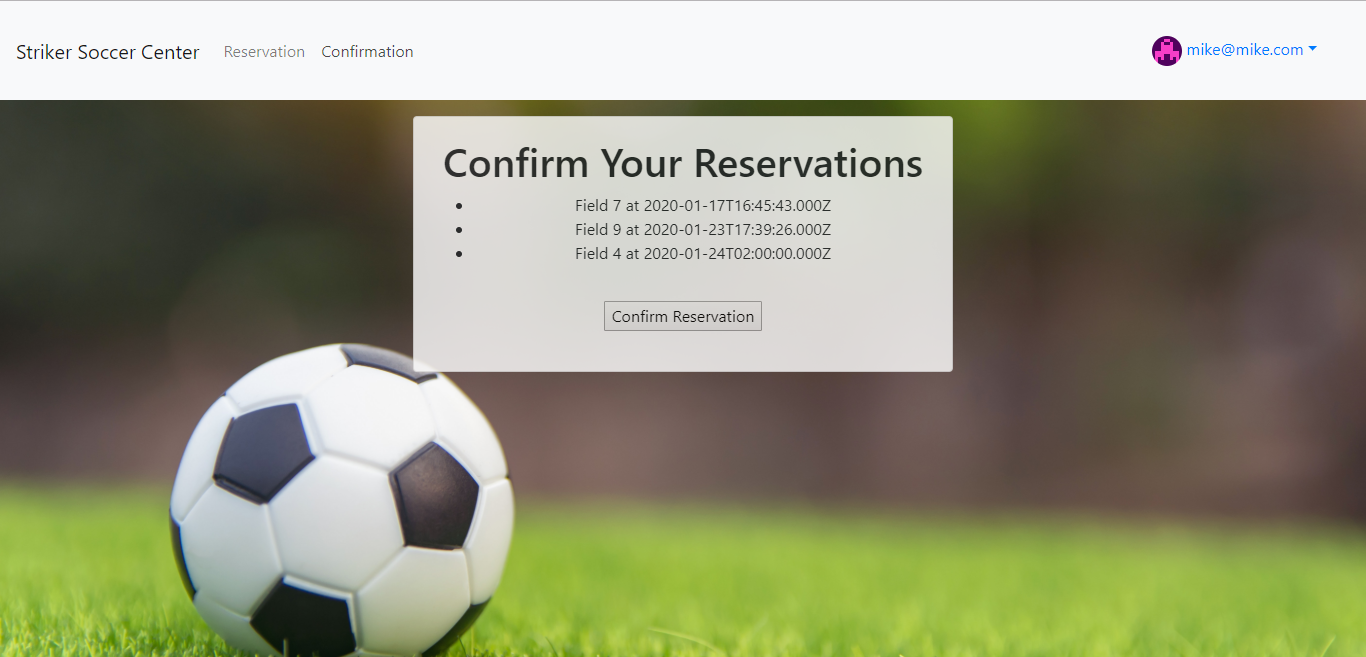 Striker Soccer Center Reservation Confirmation mike@mike.com
Confirm Your Reservations
Field 7 at 2020-01-17T16:45:43.000Z
Field 9 at 2020-01-23T17:39:26.000Z
Field 4 at 2020-01-24T02:00:00.000Z
Confirm Reservation